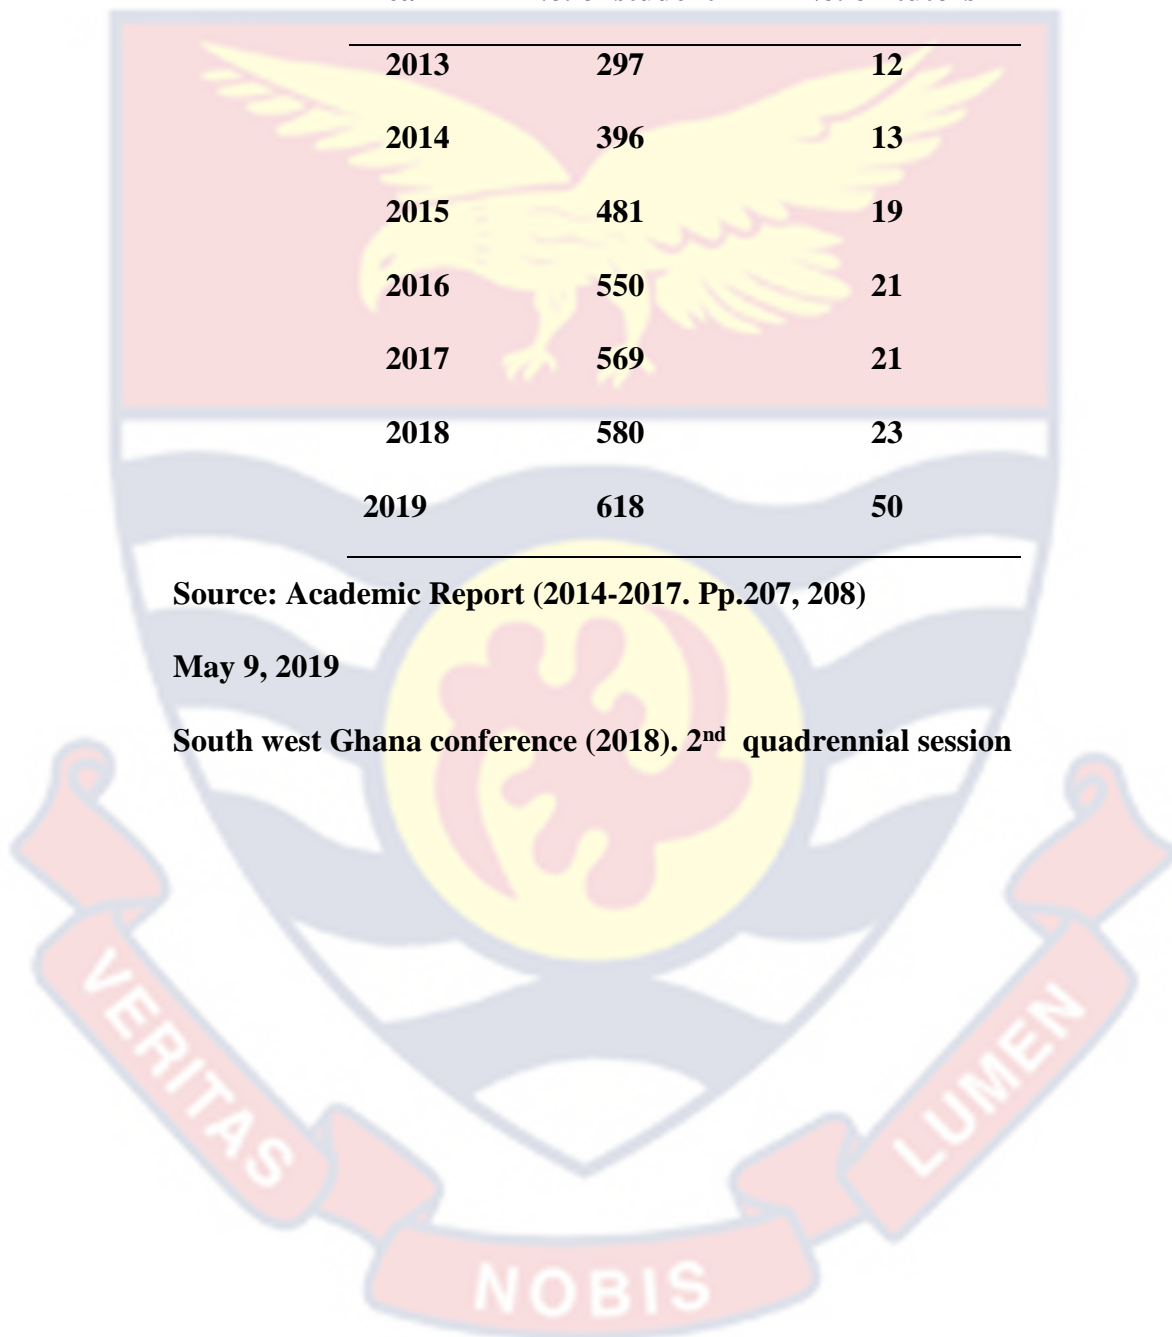 2013 297 12
2014 396 13
2015 481 19
2016 550 21
2017 569 21
2018 580 23
2019 618 50
Source: Academic Report (2014-2017. Pp.207, 208)
May 9, 2019
South west Ghana conference (2018). 2nd quadrennial session
VERITAS
NOBIS
LUMEN